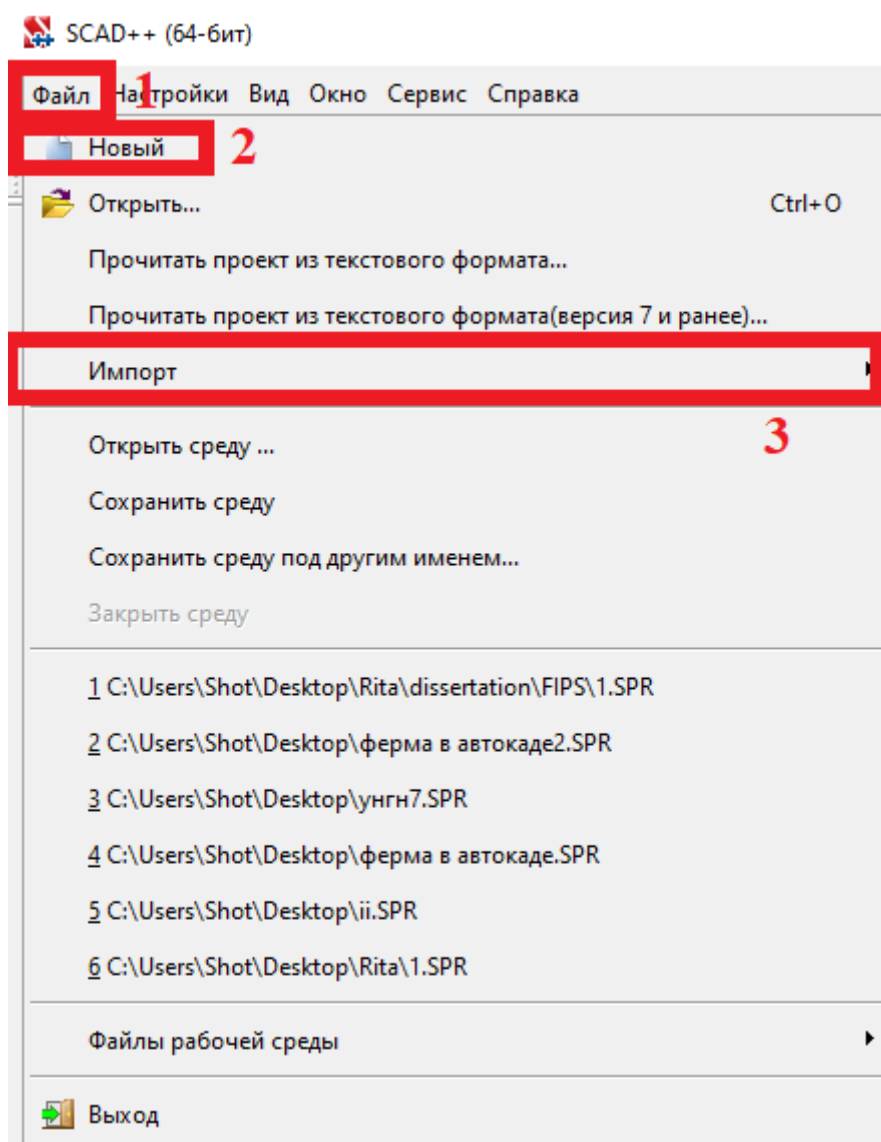 SCAD++ (64-бит)
Файл 1 Настройки Вид Окно Сервис Справка
Новый 2
Открыть... Ctrl+O
Прочитать проект из текстового формата...
Прочитать проект из текстового формата(версия 7 и ранее)...
Импорт
3
Открыть среду ...
Сохранить среду
Сохранить среду под другим именем...
Закрыть среду
1 C:\Users\Shot\Desktop\Rita\dissertation\FIPS\1.SPR
2 C:\Users\Shot\Desktop\ферма в автокаде2.SPR
3 C:\Users\Shot\Desktop\унгн7.SPR
4 C:\Users\Shot\Desktop\ферма в автокаде.SPR
5 C:\Users\Shot\Desktop\ii.SPR
6 C:\Users\Shot\Desktop\Rita\1.SPR
Файлы рабочей среды
Выход